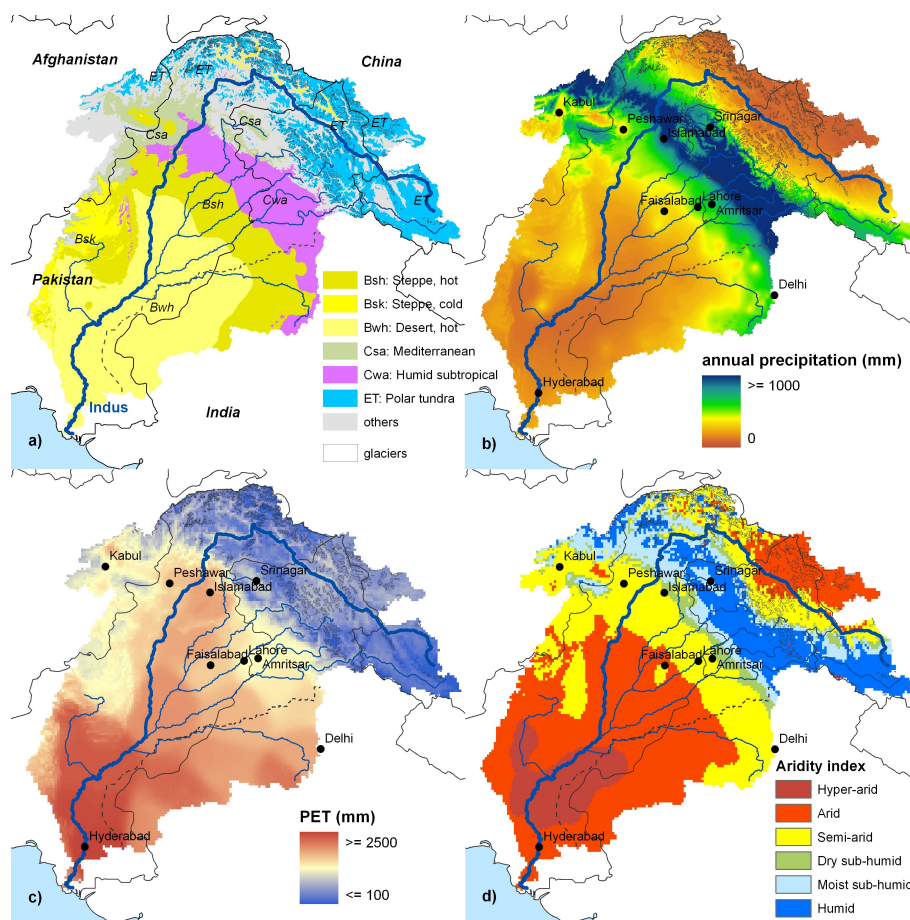 Afghanistan
China
ET
ET
ET
ET
Csa
Csa
Bsh
Cwa
ET
Bsk
Pakistan
Bwh
Indus
India
a)
Bsh: Steppe, hot
Bsk: Steppe, cold
Bwh: Desert, hot
Csa: Mediterranean
Cwa: Humid subtropical
ET: Polar tundra
others
glaciers
Kabul
Peshawar
Islamabad
Srinagar
Faisalabad
Lahore
Amritsar
Delhi
Hyderabad
annual precipitation (mm)
>= 1000
0
b)
Kabul
Peshawar
Islamabad
Srinagar
Faisalabad
Lahore
Amritsar
Delhi
Hyderabad
PET (mm)
>= 2500
<= 100
c)
Kabul
Peshawar
Islamabad
Srinagar
Faisalabad
Lahore
Amritsar
Delhi
Hyderabad
Aridity index
Hyper-arid
Arid
Semi-arid
Dry sub-humid
Moist sub-humid
Humid
d)